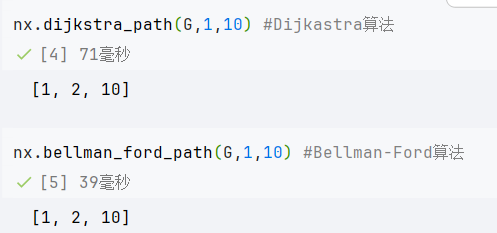 nx.dijkstra_path(G,1,10) #Dijkastra算法
[4] 71毫秒
[1, 2, 10]
nx.bellman_ford_path(G,1,10) #Bellman-Ford算法
[5] 39毫秒
[1, 2, 10]